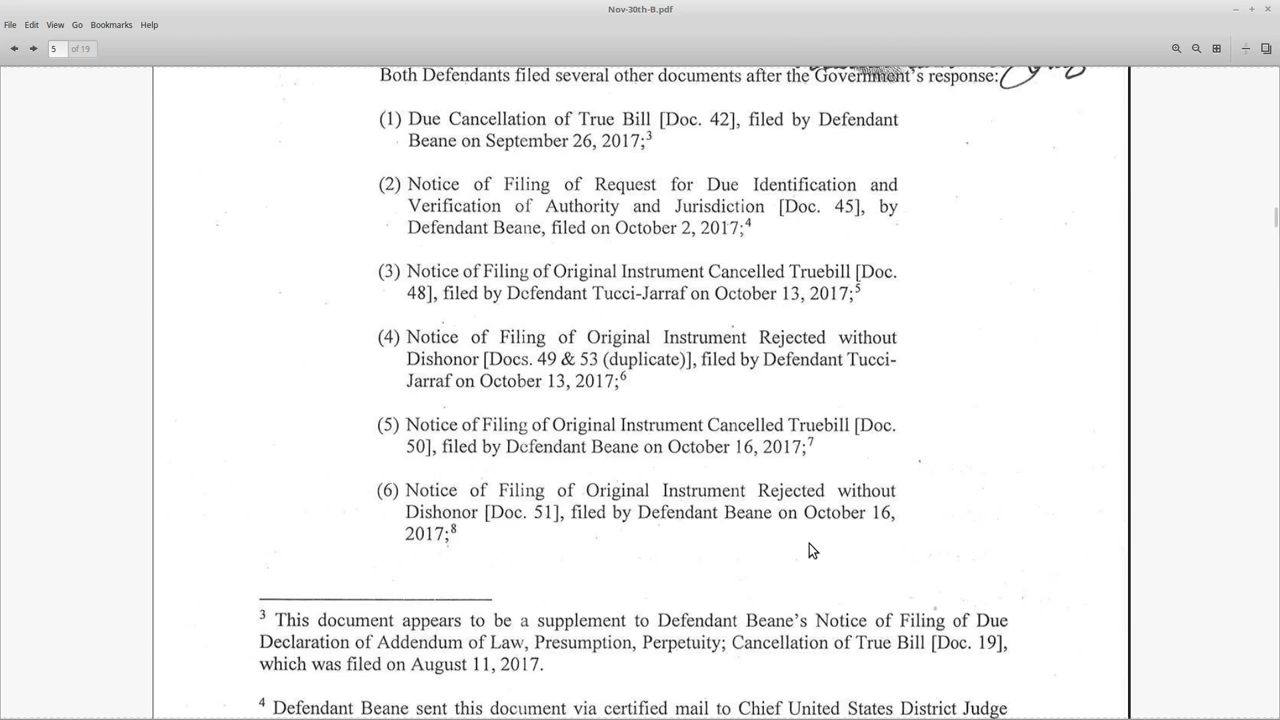 Nov-30th-B.pdf
File Edit View Go Bookmarks Help
5 of 19
Both Defendants filed several other documents after the Government's response:
(1) Due Cancellation of True Bill [Doc. 42], filed by Defendant
Beane on September 26, 2017;3
(2) Notice of Filing of Request for Due Identification and
Verification of Authority and Jurisdiction [Doc. 45], by
Defendant Beane, filed on October 2, 2017;4
(3) Notice of Filing of Original Instrument Cancelled Truebill [Doc.
48], filed by Defendant Tucci-Jarraf on October 13, 2017;5
(4) Notice of Filing of Original Instrument Rejected without
Dishonor [Docs. 49 & 53 (duplicate)], filed by Defendant Tucci-
Jarraf on October 13, 2017;6
(5) Notice of Filing of Original Instrument Cancelled Truebill [Doc.
50], filed by Defendant Beane on October 16, 2017;7
(6) Notice of Filing of Original Instrument Rejected without
Dishonor [Doc. 51], filed by Defendant Beane on October 16,
2017;8
3 This document appears to be a supplement to Defendant Beane's Notice of Filing of Due
Declaration of Addendum of Law, Presumption, Perpetuity; Cancellation of True Bill [Doc. 19],
which was filed on August 11, 2017.
4 Defendant Beane sent this document via certified mail to Chief United States District Judge